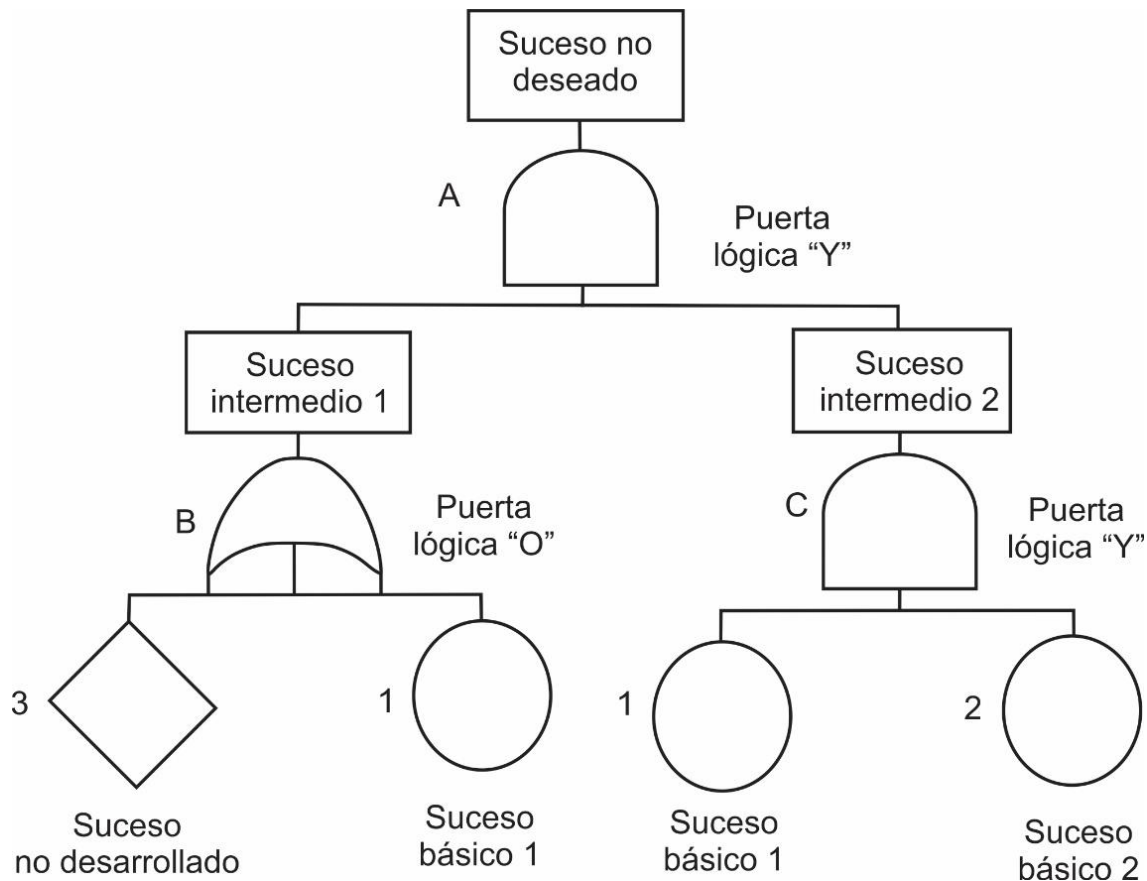 Suceso no
deseado
A
Puerta
lógica “Y”
Suceso
intermedio 1
Suceso
intermedio 2
B
Puerta
lógica “O”
C
Puerta
lógica “Y”
3
1
1
2
Suceso
no desarrollado
Suceso
básico 1
Suceso
básico 1
Suceso
básico 2